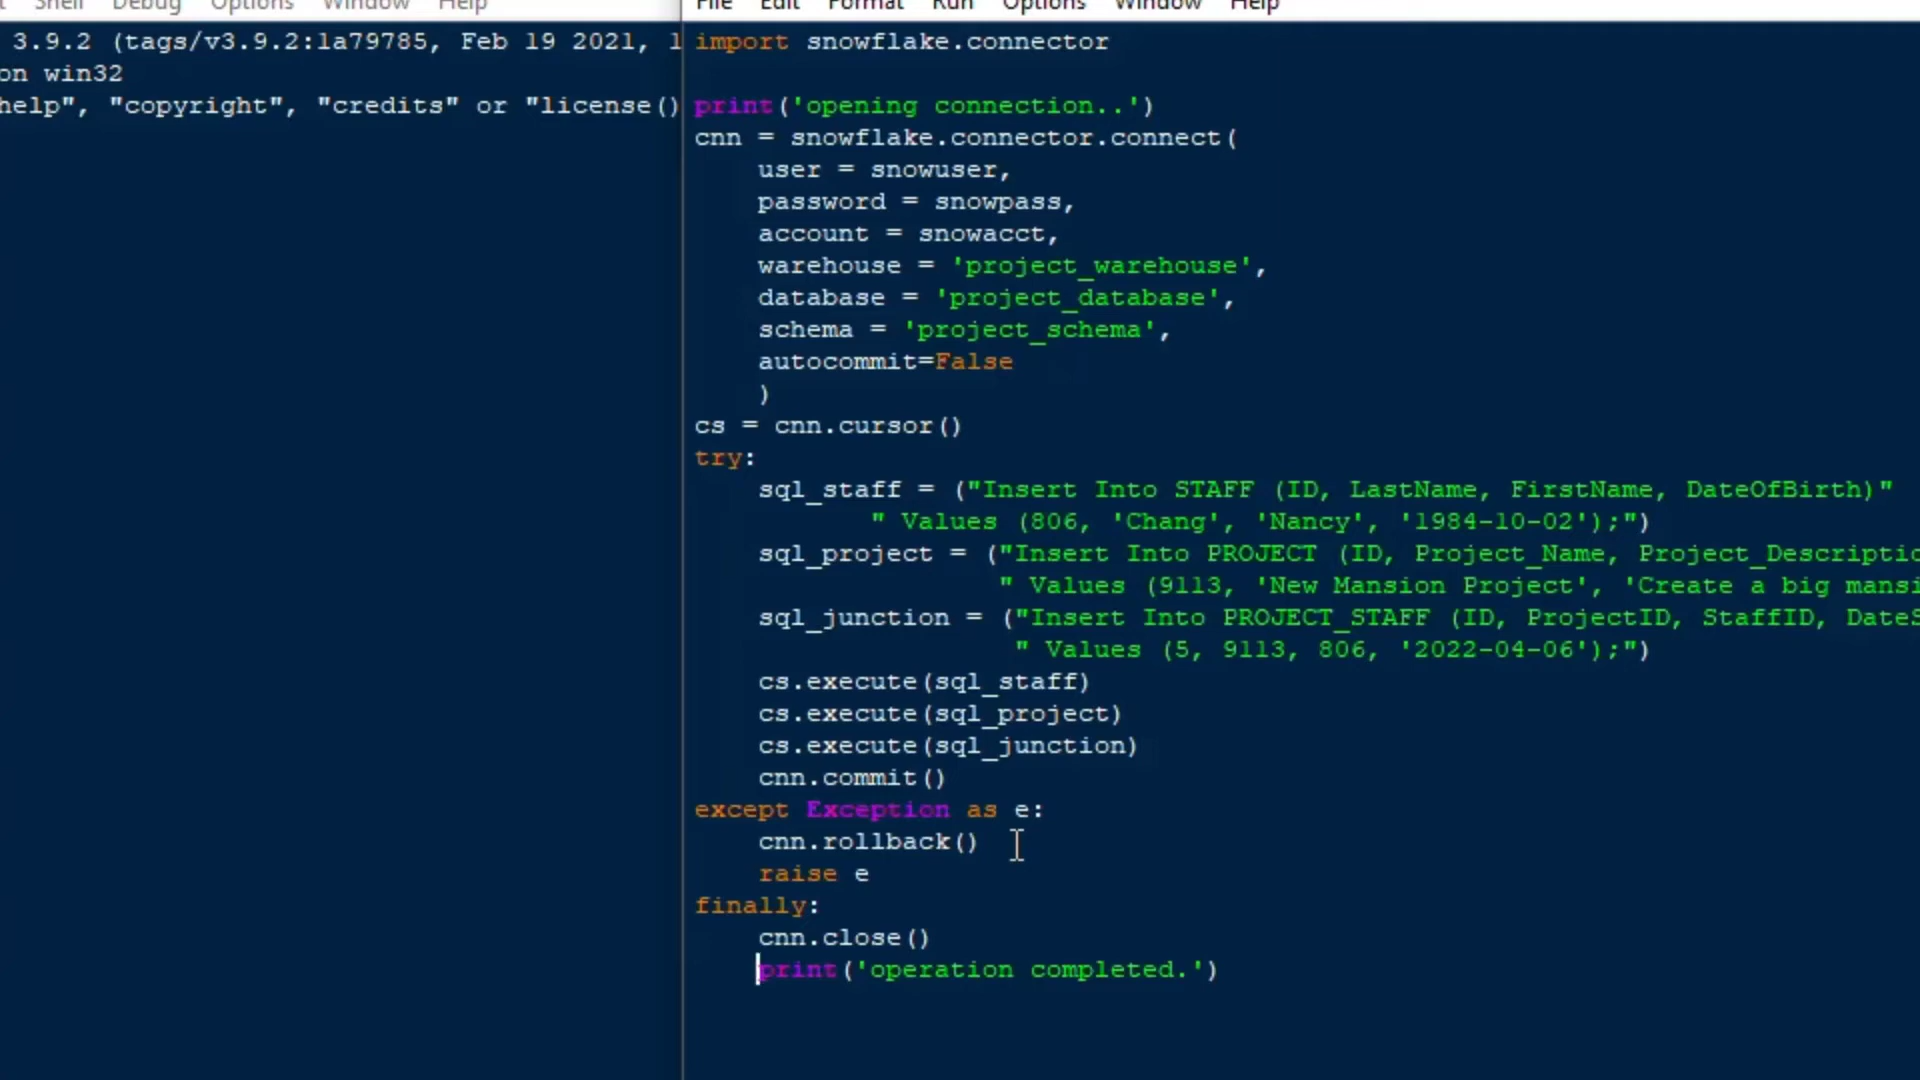 Shell Debug Options Window Help
3.9.2 (tags/v3.9.2:1a79785, Feb 19 2021, 1
on win32
help", "copyright", "credits" or "license()
File Edit Format Run Options Window Help
import snowflake.connector
print('opening connection..')
cnn = snowflake.connector.connect(
    user = snowuser,
    password = snowpass,
    account = snowacct,
    warehouse = 'project_warehouse',
    database = 'project_database',
    schema = 'project_schema',
    autocommit=False
    )
cs = cnn.cursor()
try:
    sql_staff = ("Insert Into STAFF (ID, LastName, FirstName, DateOfBirth)"
           " Values (806, 'Chang', 'Nancy', '1984-10-02');")
    sql_project = ("Insert Into PROJECT (ID, Project_Name, Project_Descriptio
                   " Values (9113, 'New Mansion Project', 'Create a big mansi
    sql_junction = ("Insert Into PROJECT_STAFF (ID, ProjectID, StaffID, DateS
                    " Values (5, 9113, 806, '2022-04-06');")
    cs.execute(sql_staff)
    cs.execute(sql_project)
    cs.execute(sql_junction)
    cnn.commit()
except Exception as e:
    cnn.rollback()
    raise e
finally:
    cnn.close()
    print('operation completed.')